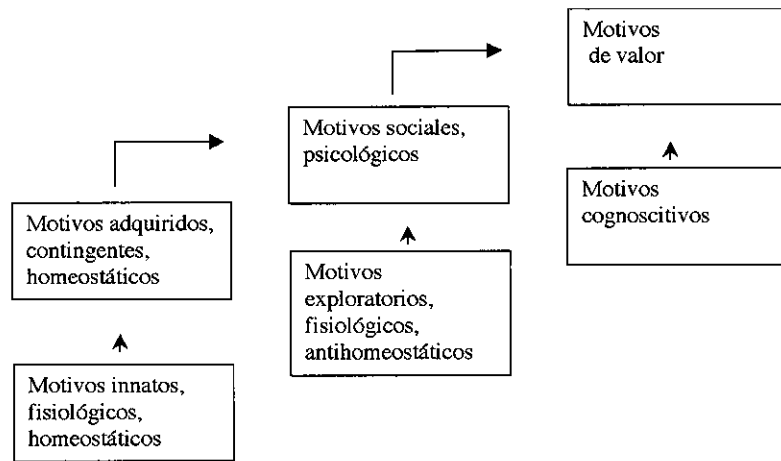 Motivos
de valor
Motivos sociales,
psicológicos
Motivos
cognoscitivos
Motivos adquiridos,
contingentes,
homeostáticos
Motivos
exploratorios,
fisiológicos,
antihomeostáticos
Motivos innatos,
fisiológicos,
homeostáticos